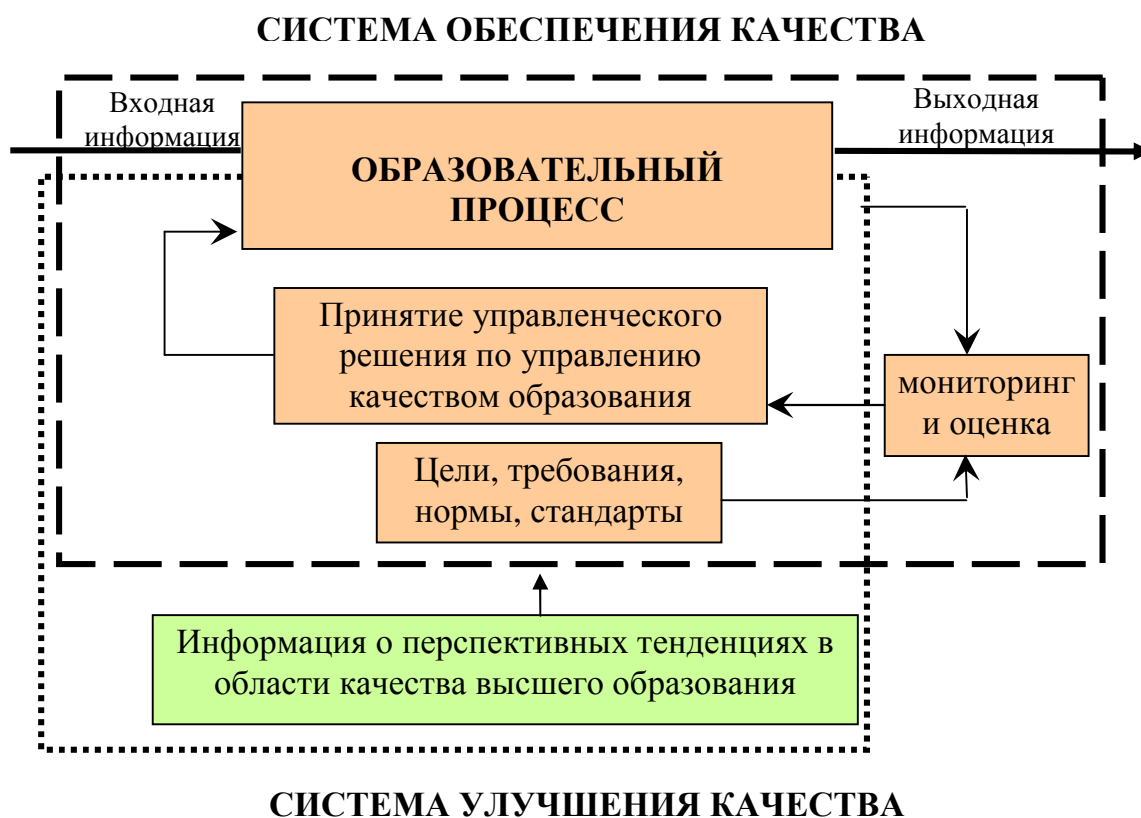 СИСТЕМА ОБЕСПЕЧЕНИЯ КАЧЕСТВА
Входная
информация
Выходная
информация
ОБРАЗОВАТЕЛЬНЫЙ
ПРОЦЕСС
Принятие управленческого
решения по управлению
качеством образования
мониторинг
и оценка
Цели, требования,
нормы, стандарты
Информация о перспективных тенденциях в
области качества высшего образования
СИСТЕМА УЛУЧШЕНИЯ КАЧЕСТВА